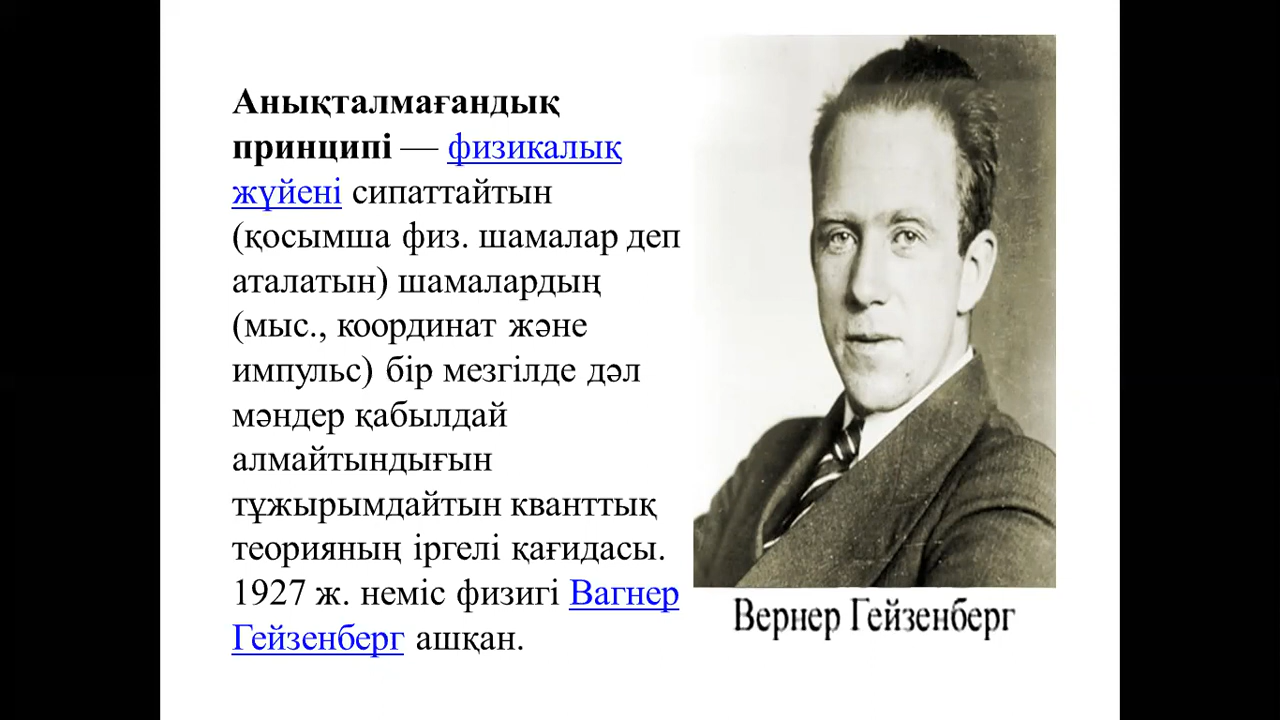 Анықталмағандық
принципі — физикалық
жүйені сипаттайтын
(қосымша физ. шамалар деп
аталатын) шамалардың
(мыс., координат және
импульс) бір мезгілде дәл
мәндер қабылдай
алмайтындығын
тұжырымдайтын кванттық
теорияның іргелі қағидасы.
1927 ж. неміс физигі Вагнер
Гейзенберг ашқан.
Вернер Гейзенберг